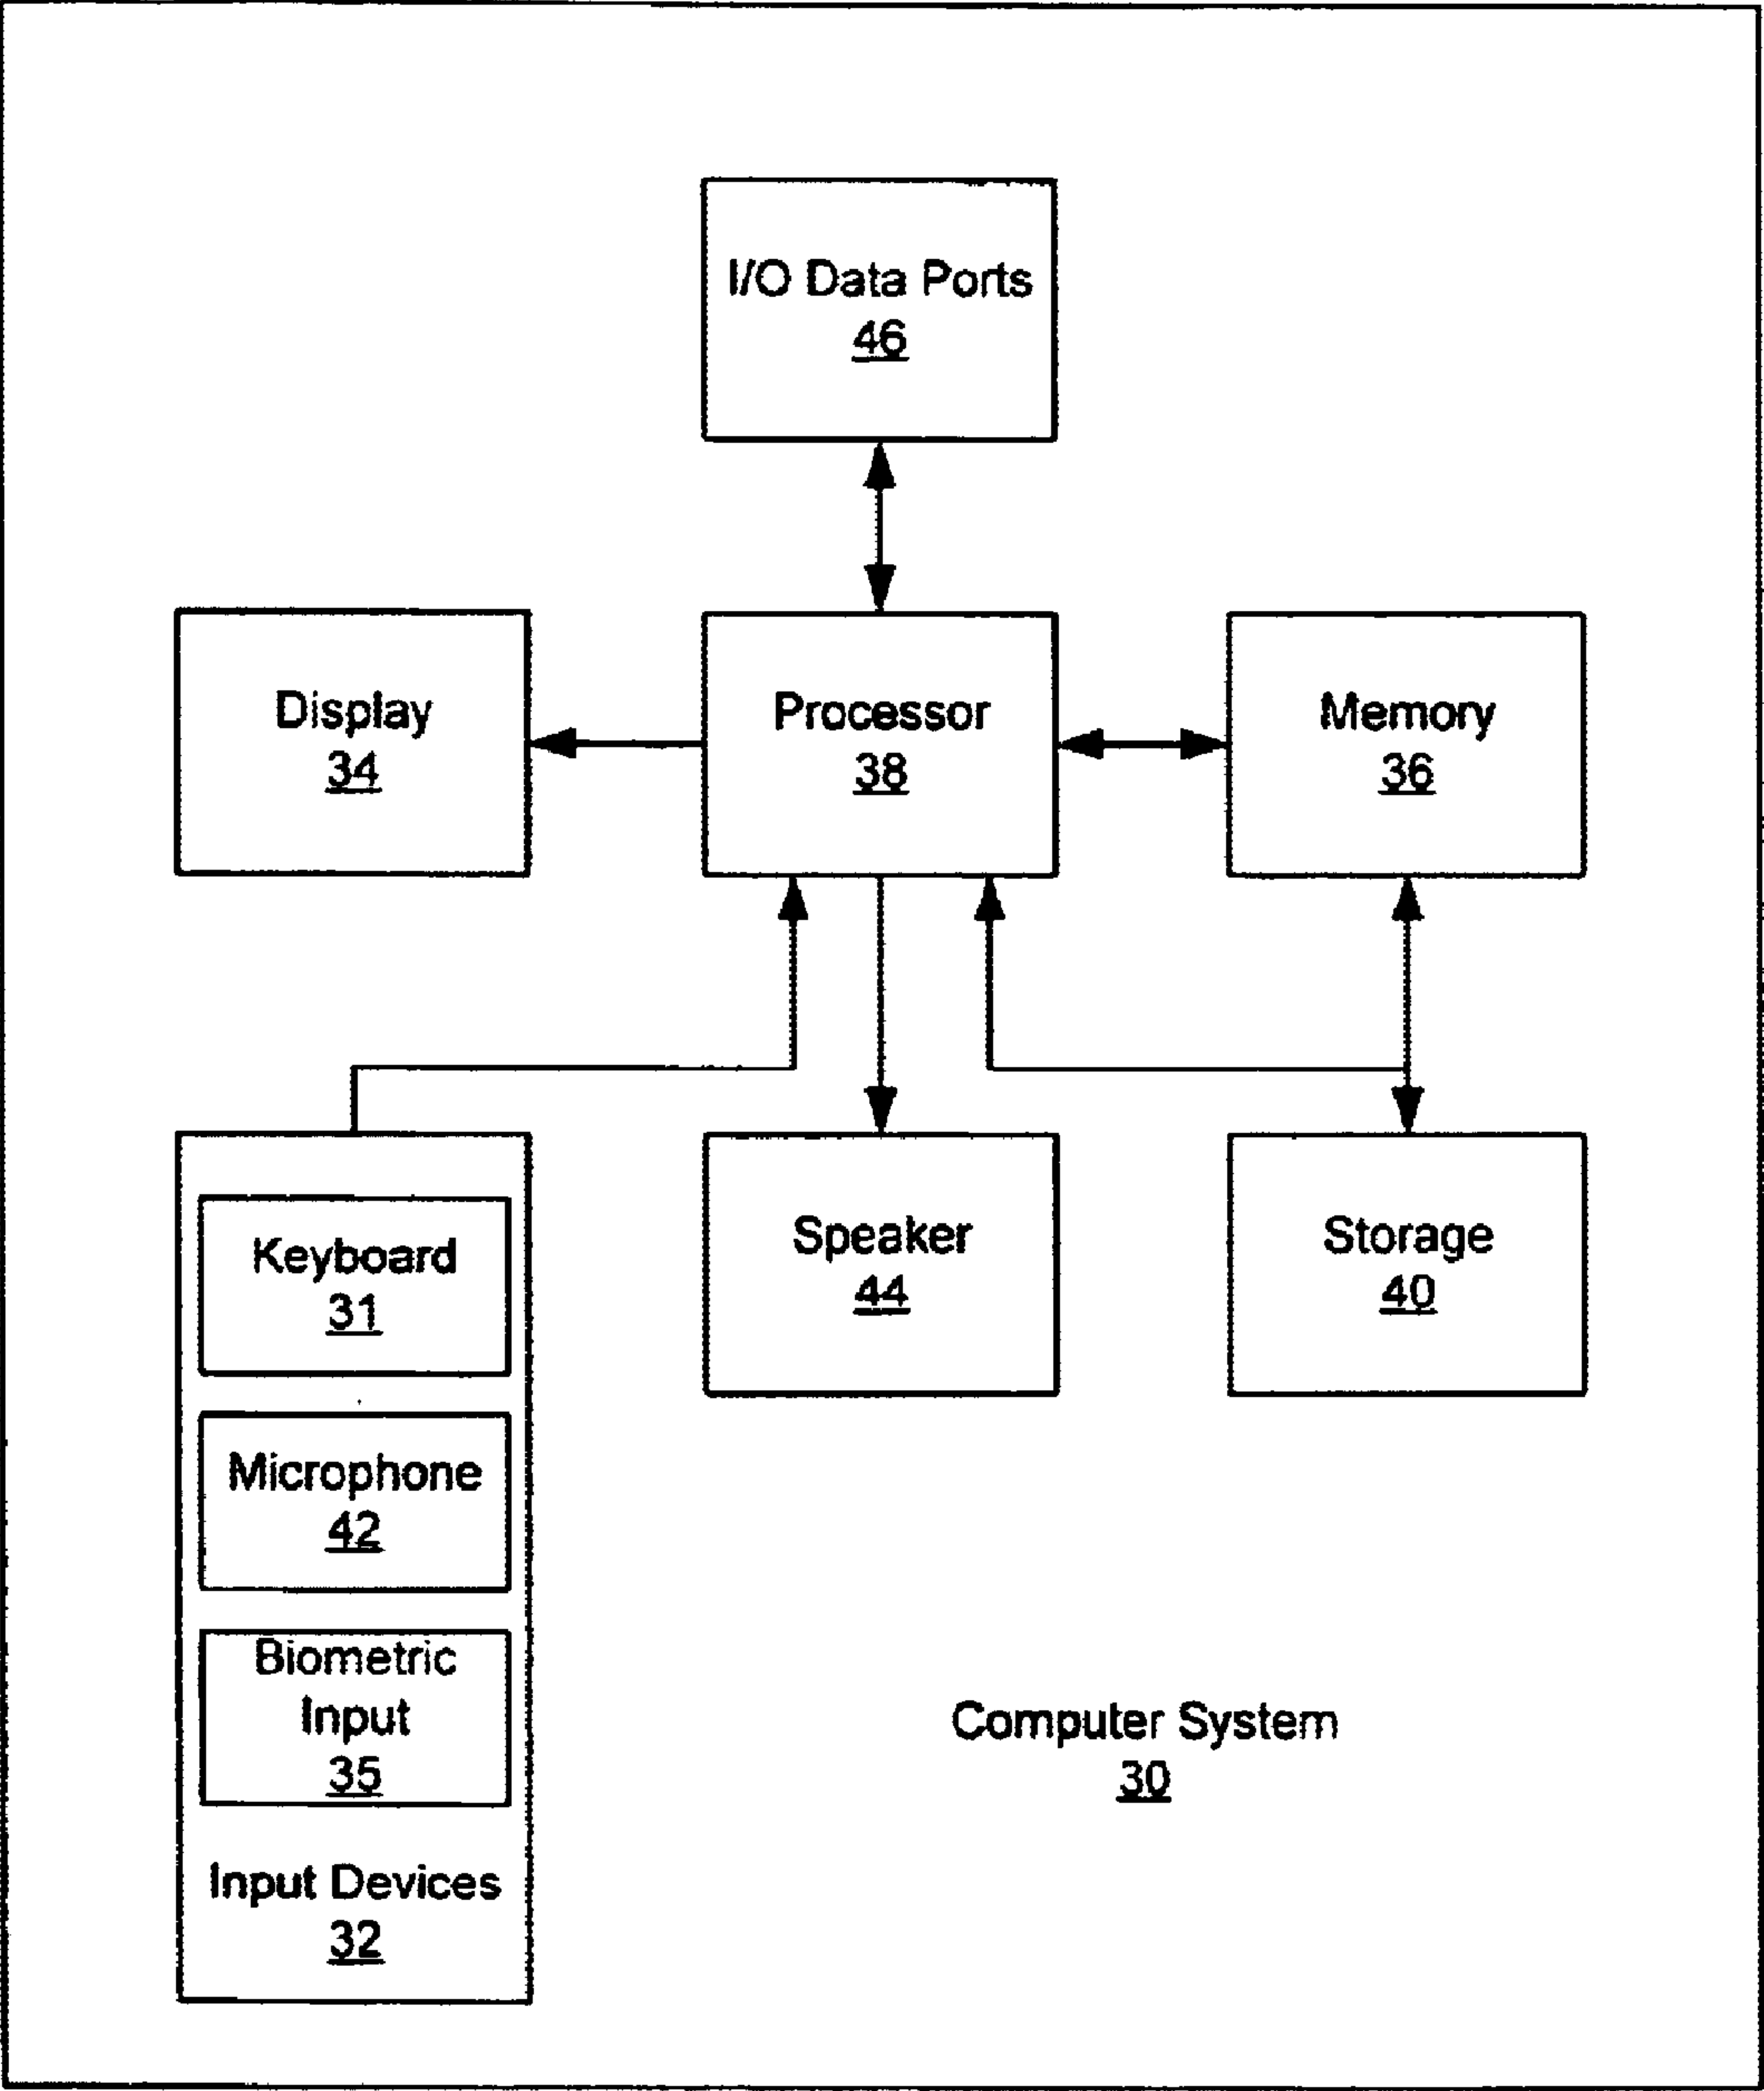 I/O Data Ports
46
Display
34
Processor
38
Memory
36
Keyboard
31
Microphone
42
Biometric
Input
35
Input Devices
32
Speaker
44
Storage
40
Computer System
30